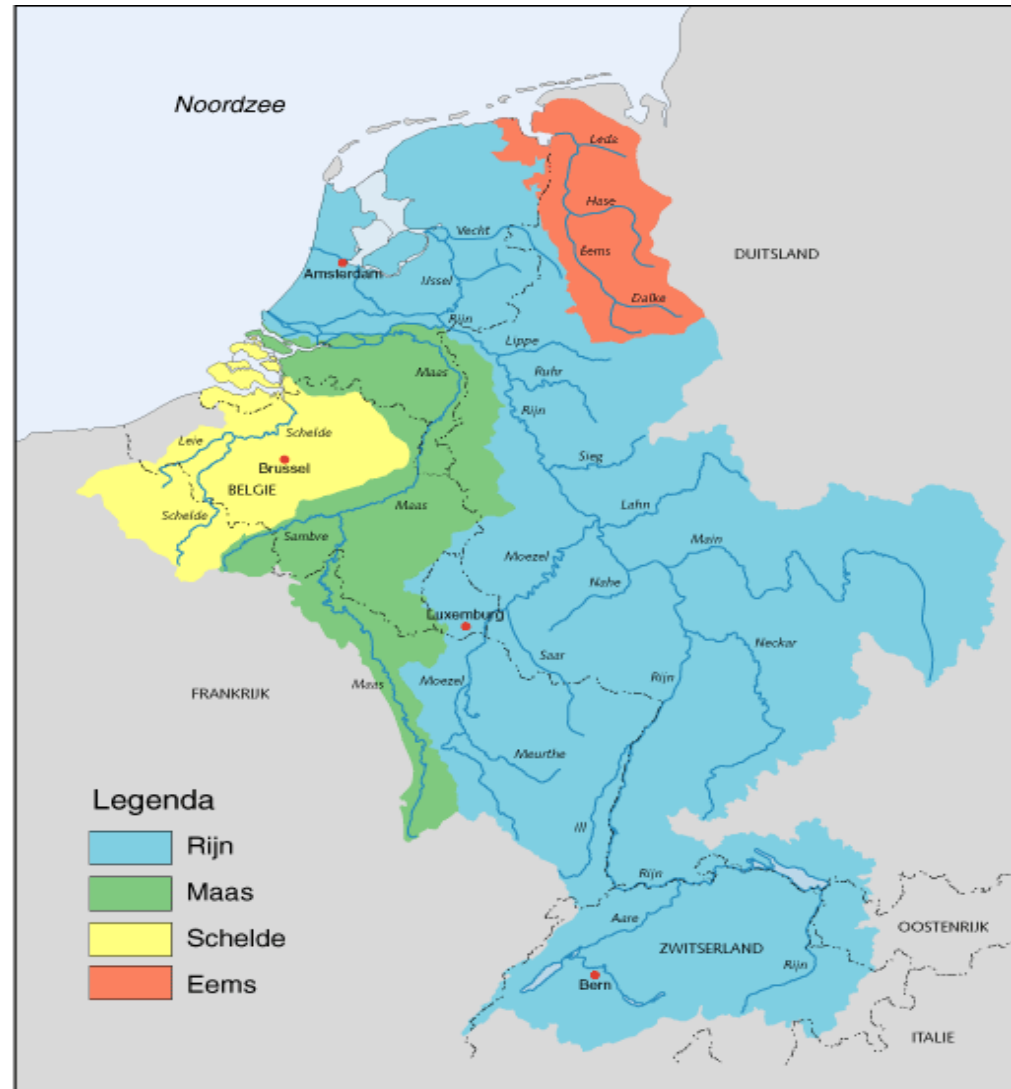 Noordzee
Leda
Hase
Vecht
Eems
DUITSLAND
Amsterdam
IJssel
Dalke
Rijn
Lippe
Maas
Ruhr
Rijn
Leie
Schelde
Brussel
Sieg
BELGIE
Schelde
Maas
Lahn
Sambre
Main
Moezel
Nahe
Luxemburg
Neckar
Saar
Maas
Moezel
Rijn
FRANKRIJK
Meurthe
Legenda
Ill
Rijn
Maas
Schelde
Eems
Rijn
Aare
ZWITSERLAND
OOSTENRIJK
Rijn
Bern
ITALIE